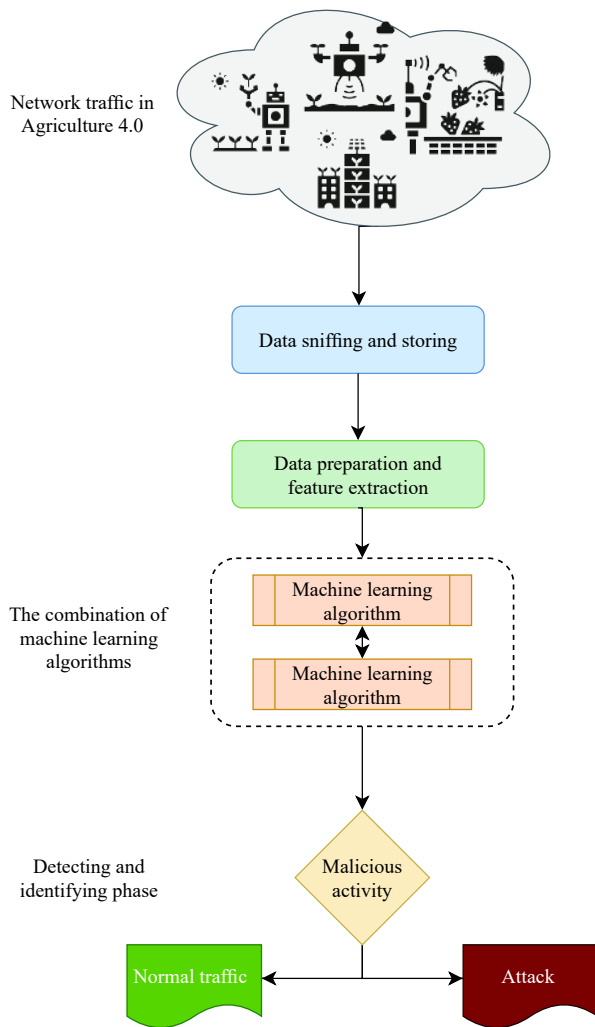 Network traffic in
Agriculture 4.0
Data sniffing and storing
Data preparation and
feature extraction
The combination of
machine learning
algorithms
Machine learning
algorithm
Machine learning
algorithm
Detecting and
identifying phase
Malicious
activity
Normal traffic
Attack